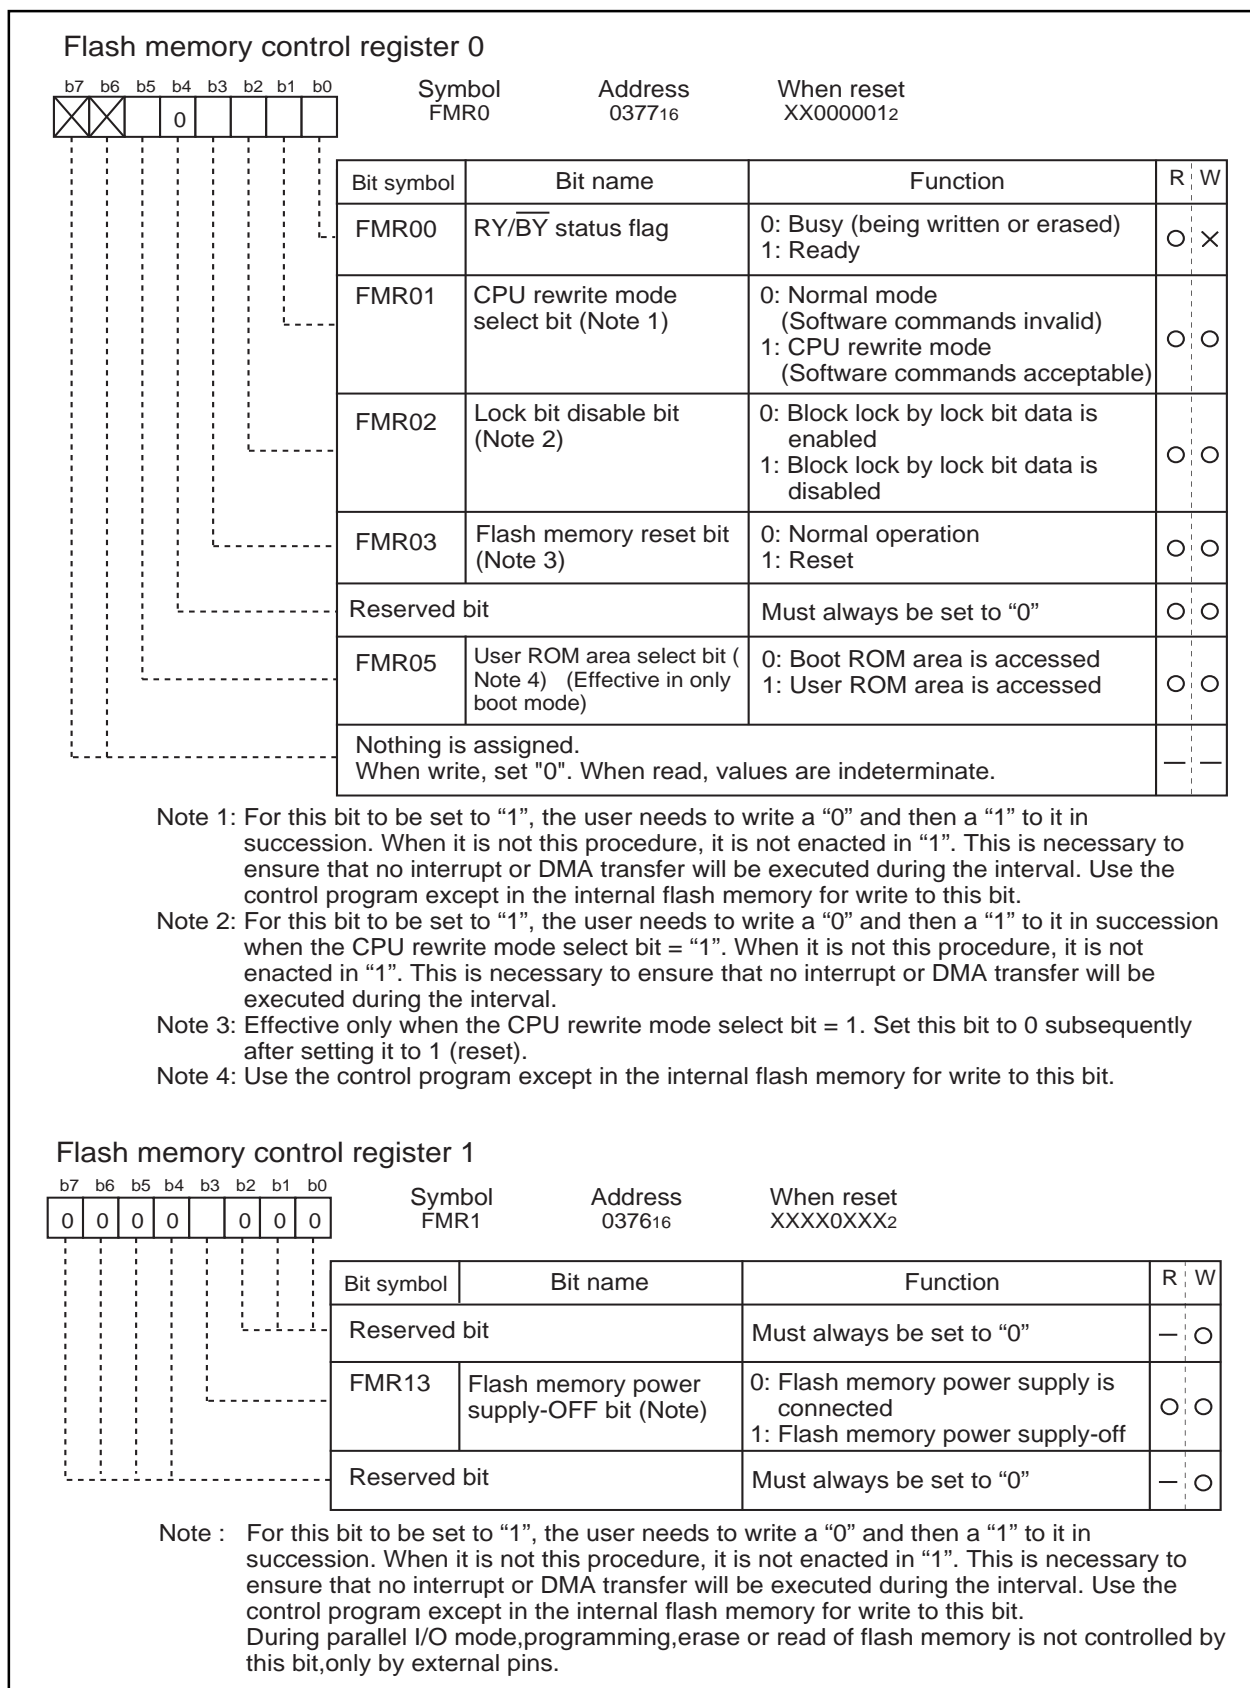 Flash memory control register 0
b7 b6 b5 b4 b3 b2 b1 b0
Symbol Address When reset
0
FMR0 037716 XX0000012
Bit symbol Bit name Function R W
FMR00 RY/BY status flag 0: Busy (being written or erased)
1: Ready
FMR01 CPU rewrite mode 0: Normal mode
select bit (Note 1) (Software commands invalid)
1: CPU rewrite mode
(Software commands acceptable)
FMR02 Lock bit disable bit 0: Block lock by lock bit data is
(Note 2) enabled
1: Block lock by lock bit data is
disabled
FMR03 Flash memory reset bit 0: Normal operation
(Note 3) 1: Reset
Reserved bit Must always be set to “0”
FMR05 User ROM area select bit ( 0: Boot ROM area is accessed
Note 4) (Effective in only 1: User ROM area is accessed
boot mode)
Nothing is assigned.
When write, set "0". When read, values are indeterminate.
Note 1: For this bit to be set to “1”, the user needs to write a “0” and then a “1” to it in
succession. When it is not this procedure, it is not enacted in “1”. This is necessary to
ensure that no interrupt or DMA transfer will be executed during the interval. Use the
control program except in the internal flash memory for write to this bit.
Note 2: For this bit to be set to “1”, the user needs to write a “0” and then a “1” to it in succession
when the CPU rewrite mode select bit = “1”. When it is not this procedure, it is not
enacted in “1”. This is necessary to ensure that no interrupt or DMA transfer will be
executed during the interval.
Note 3: Effective only when the CPU rewrite mode select bit = 1. Set this bit to 0 subsequently
after setting it to 1 (reset).
Note 4: Use the control program except in the internal flash memory for write to this bit.
Flash memory control register 1
b7 b6 b5 b4 b3 b2 b1 b0
Symbol Address When reset
0 0 0 0 0 0 0
FMR1 037616 XXXX0XXX2
Bit symbol Bit name Function R W
Reserved bit Must always be set to “0”
FMR13 Flash memory power 0: Flash memory power supply is
supply-OFF bit (Note) connected
1: Flash memory power supply-off
Reserved bit Must always be set to “0”
Note : For this bit to be set to “1”, the user needs to write a “0” and then a “1” to it in
succession. When it is not this procedure, it is not enacted in “1”. This is necessary to
ensure that no interrupt or DMA transfer will be executed during the interval. Use the
control program except in the internal flash memory for write to this bit.
During parallel I/O mode,programming,erase or read of flash memory is not controlled by
this bit,only by external pins.